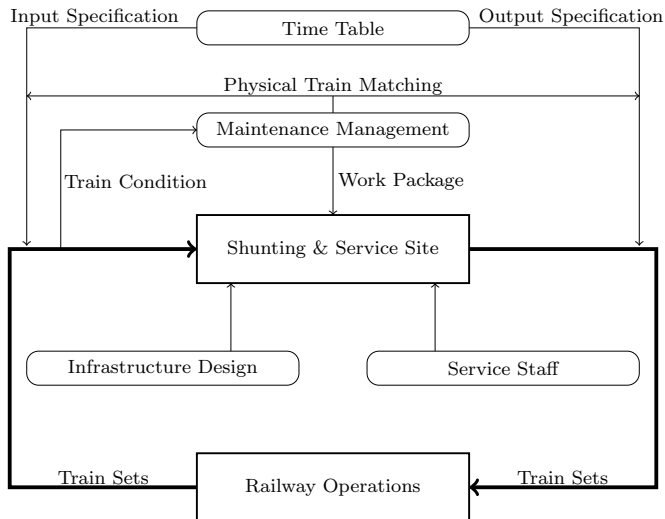 Input Specification
Time Table
Output Specification
Physical Train Matching
Maintenance Management
Train Condition
Work Package
Shunting & Service Site
Infrastructure Design
Service Staff
Train Sets
Railway Operations
Train Sets